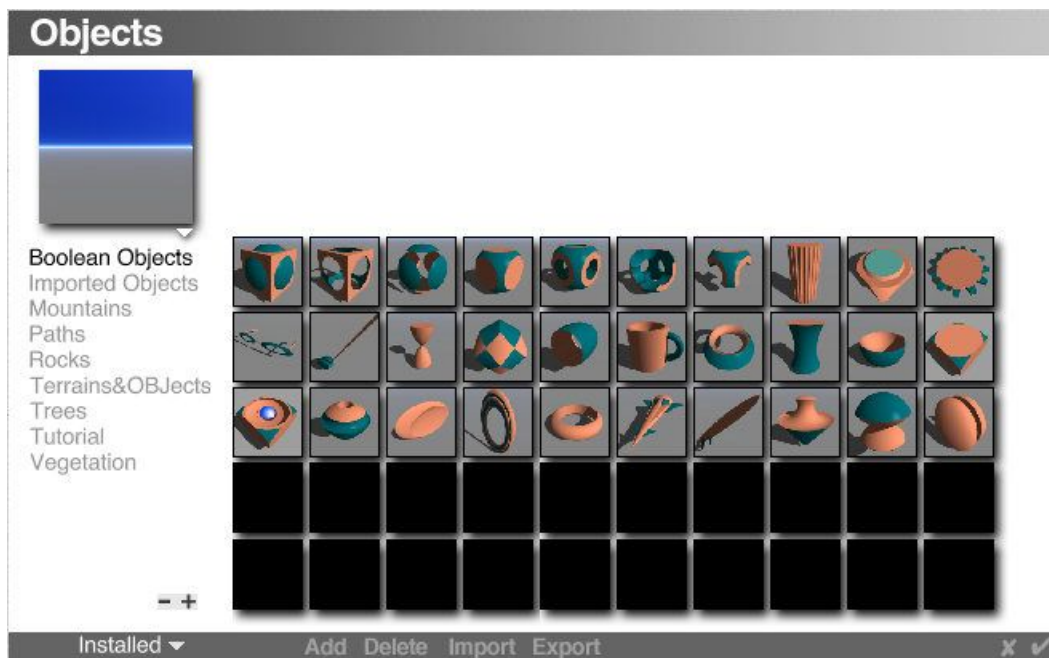 Objects
Boolean Objects
Imported Objects
Mountains
Paths
Rocks
Terrains&OBJects
Trees
Tutorial
Vegetation
- +
Installed Add Delete Import Export